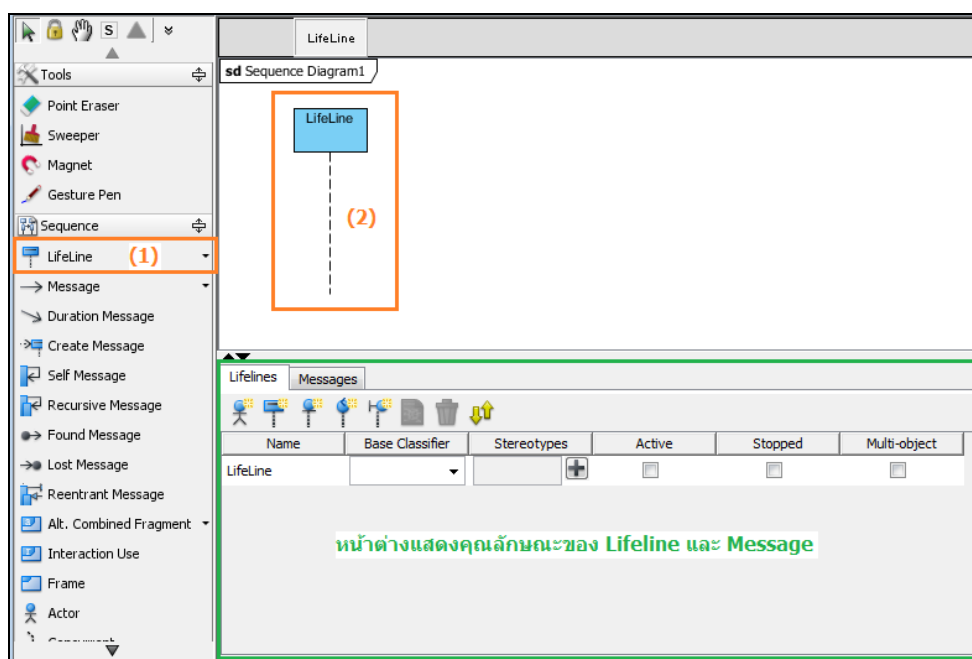 S
Tools
Point Eraser
Sweeper
Magnet
Gesture Pen
Sequence
LifeLine (1)
Message
Duration Message
Create Message
Self Message
Recursive Message
Found Message
Lost Message
Reentrant Message
Alt. Combined Fragment
Interaction Use
Frame
Actor
LifeLine
sd Sequence Diagram1
LifeLine
(2)
Lifelines Messages
Name Base Classifier Stereotypes Active Stopped Multi-object
LifeLine
หน้าต่างแสดงคุณลักษณะของ Lifeline และ Message